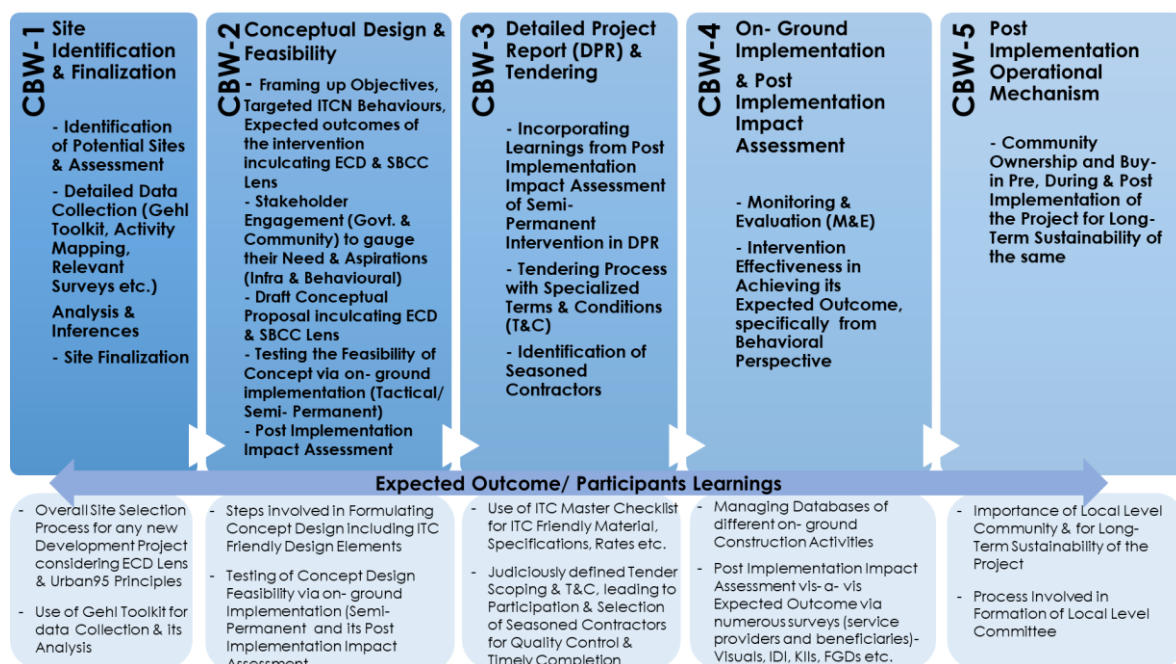 CBW-1
Site
Identification
& Finalization
- Identification
of Potential Sites
& Assessment
- Detailed Data
Collection (Gehl
Toolkit, Activity
Mapping,
Relevant
Surveys etc.)
Analysis &
Inferences
- Site Finalization
CBW-2
Conceptual Design &
Feasibility
- Framing up Objectives,
Targeted ITCN Behaviours,
Expected outcomes of
the intervention
inculcating ECD & SBCC
Lens
- Stakeholder
Engagement (Govt. &
Community) to gauge
their Need & Aspirations
(Infra & Behavioural)
- Draft Conceptual
Proposal inculcating ECD
& SBCC Lens
- Testing the Feasibility of
Concept via on- ground
implementation (Tactical/
Semi- Permanent)
- Post Implementation
Impact Assessment
CBW-3
Detailed Project
Report (DPR) &
Tendering
- Incorporating
Learnings from Post
Implementation
Impact Assessment
of Semi-
Permanent
Intervention in DPR
- Tendering Process
with Specialized
Terms & Conditions
(T&C)
- Identification of
Seasoned
Contractors
CBW-4
On- Ground
Implementation
& Post
Implementation
Impact
Assessment
- Monitoring &
Evaluation (M&E)
- Intervention
Effectiveness in
Achieving its
Expected Outcome,
specifically from
Behavioral
Perspective
CBW-5
Post
Implementation
Operational
Mechanism
- Community
Ownership and Buy-
in Pre, During & Post
Implementation of
the Project for Long-
Term Sustainability of
the same
Expected Outcome/ Participants Learnings
- Overall Site Selection
Process for any new
Development Project
considering ECD Lens
& Urban95 Principles
- Use of Gehl Toolkit for
data Collection & its
Analysis
- Steps involved in Formulating
Concept Design including ITC
Friendly Design Elements
- Testing of Concept Design
Feasibility via on- ground
Implementation (Semi-
Permanent and its Post
Implementation Impact
Assessment
- Use of ITC Master Checklist
for ITC Friendly Material,
Specifications, Rates etc.
- Judiciously defined Tender
Scoping & T&C, leading to
Participation & Selection
of Seasoned Contractors
for Quality Control &
Timely Completion
- Managing Databases of
different on- ground
Construction Activities
- Post Implementation Impact
Assessment vis- a- vis
Expected Outcome via
numerous surveys (service
providers and beneficiaries)-
Visuals, IDI, KIIs, FGDs etc.
- Importance of Local Level
Community & for Long-
Term Sustainability of the
Project
- Process Involved in
Formation of Local Level
Committee